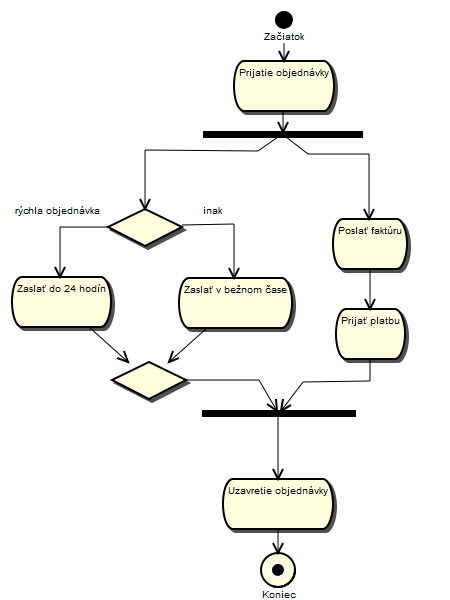 Začiatok
Prijatie objednávky
rýchla objednávka
inak
Poslať faktúru
Zaslať do 24 hodín
Zaslať v bežnom čase
Prijať platbu
Uzavretie objednávky
Koniec